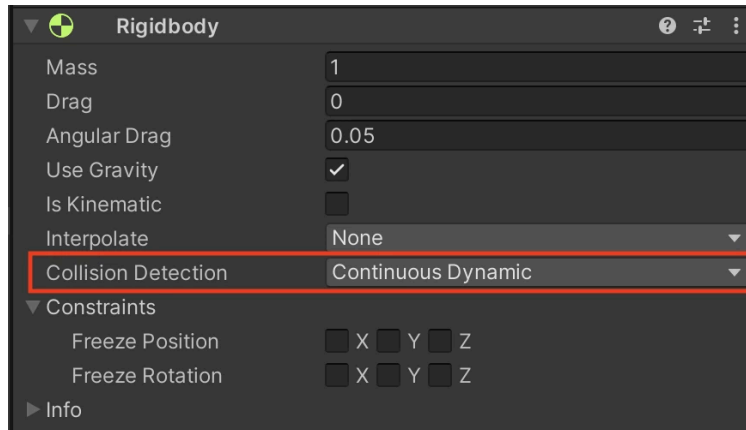 Rigidbody
Mass 1
Drag 0
Angular Drag 0.05
Use Gravity
Is Kinematic
Interpolate None
Collision Detection Continuous Dynamic
Constraints
Freeze Position X Y Z
Freeze Rotation X Y Z
Info